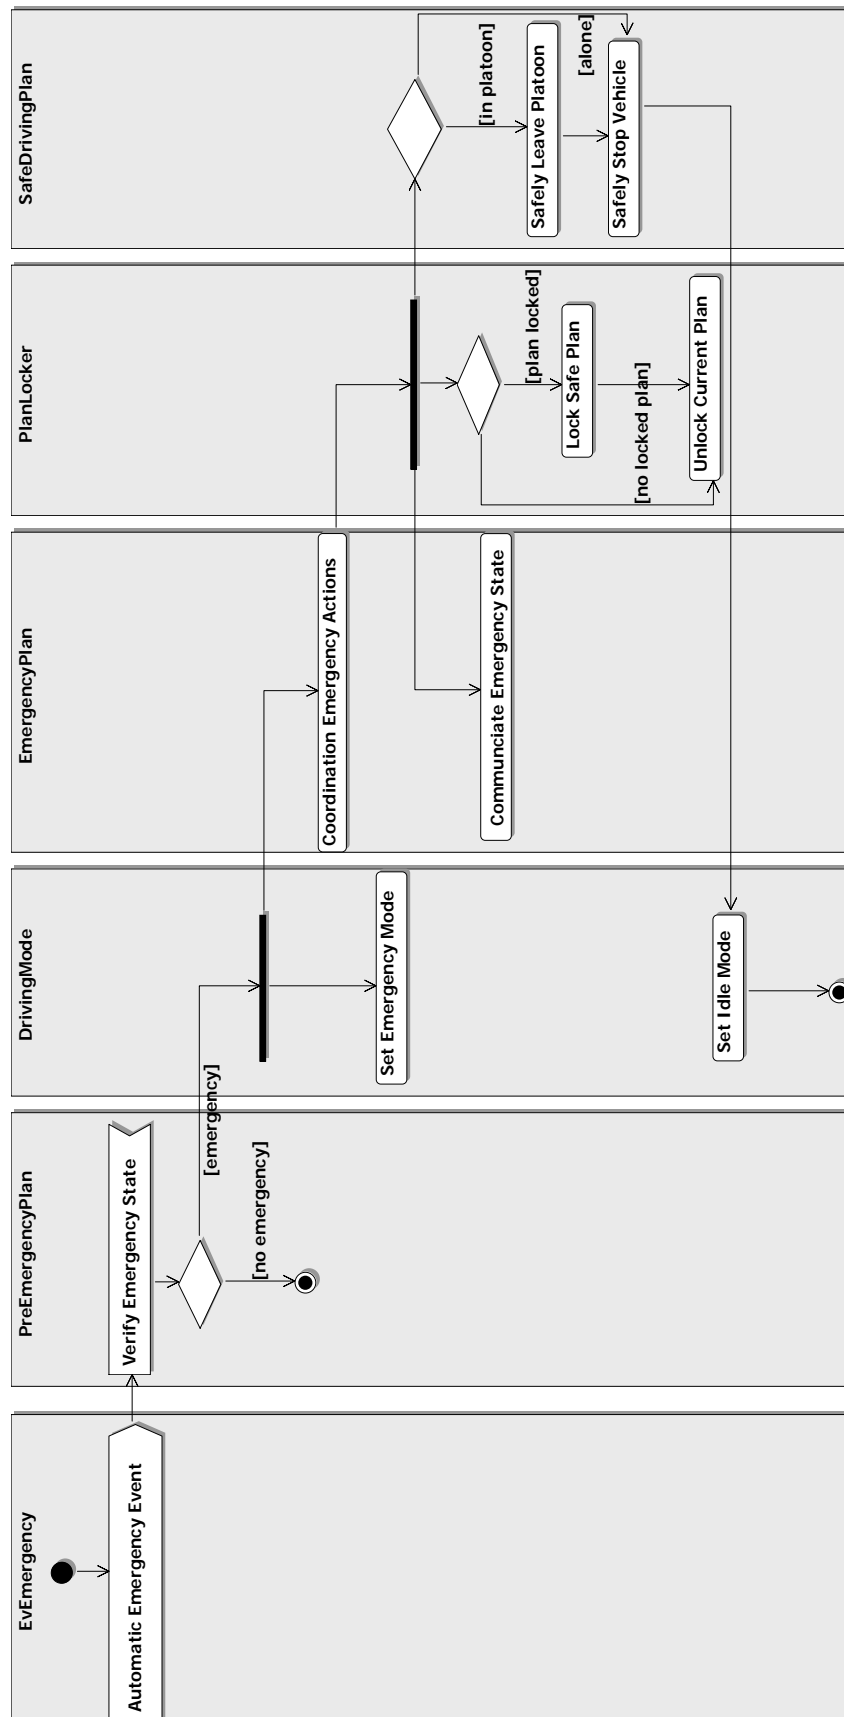 EvEmergency
Automatic Emergency Event
PreEmergencyPlan
Verify Emergency State
[emergency]
[no emergency]
DrivingMode
Set Emergency Mode
Set Idle Mode
EmergencyPlan
Coordination Emergency Actions
Communciate Emergency State
PlanLocker
[plan locked]
Lock Safe Plan
[no locked plan]
Unlock Current Plan
SafeDrivingPlan
[in platoon]
Safely Leave Platoon
[alone]
Safely Stop Vehicle